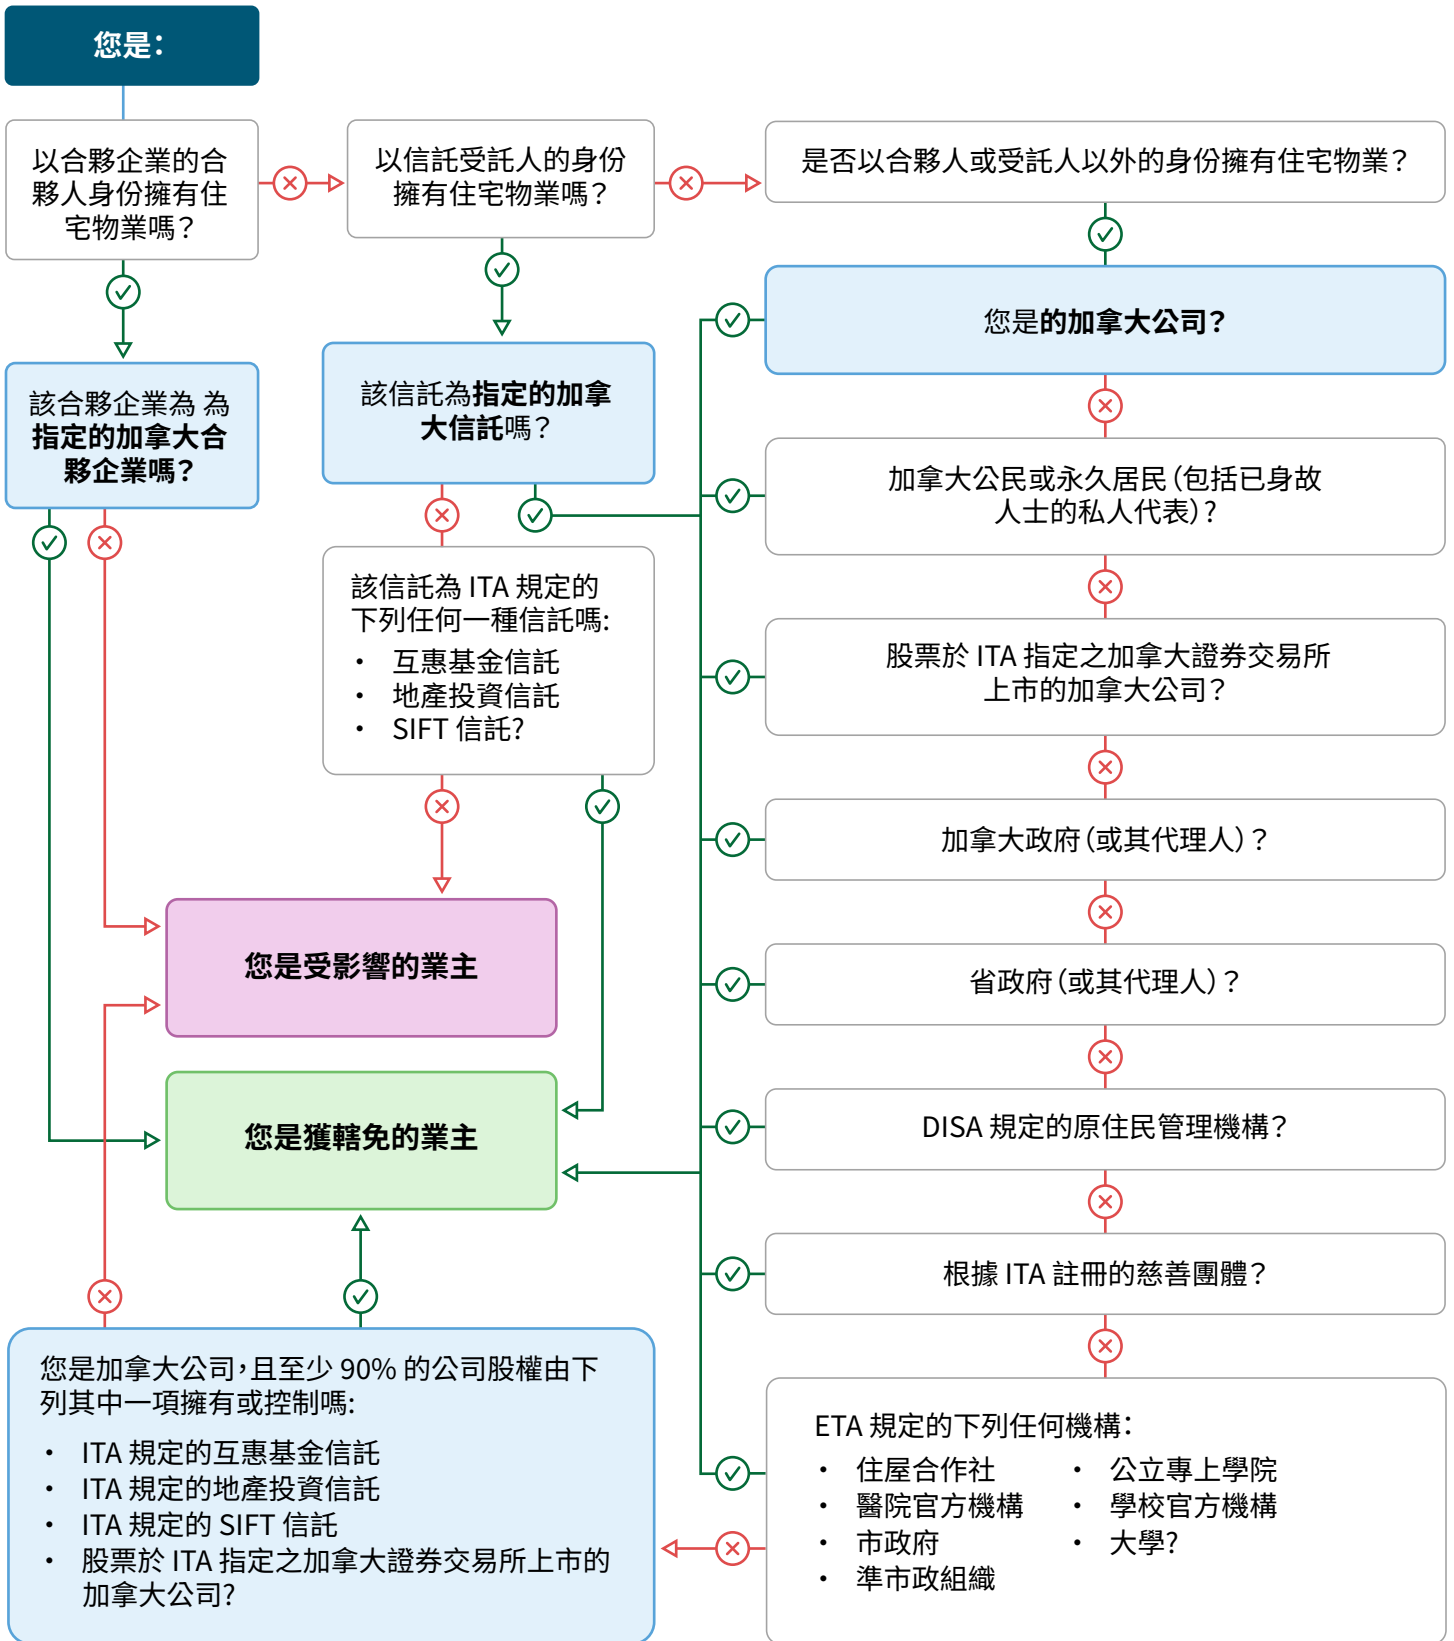 您是：
以合夥企業的合
夥人身份擁有住
宅物業嗎？
以信託受託人的身份
擁有住宅物業嗎？
是否以合夥人或受託人以外的身份擁有住宅物業？
您是的加拿大公司？
該合夥企業為 為
指定的加拿大合
夥企業嗎？
該信託為指定的加拿
大信託嗎？
加拿大公民或永久居民（包括已身故
人士的私人代表）？
該信託為 ITA 規定的
下列任何一種信託嗎：
• 互惠基金信託
• 地產投資信託
• SIFT 信託？
股票於 ITA 指定之加拿大證券交易所
上市的加拿大公司？
加拿大政府（或其代理人）？
您是受影響的業主
省政府（或其代理人）？
您是獲轄免的業主
DISA 規定的原住民管理機構？
根據 ITA 註冊的慈善團體？
您是加拿大公司，且至少 90% 的公司股權由下
列其中一項擁有或控制嗎：
• ITA 規定的互惠基金信託
• ITA 規定的地產投資信託
• ITA 規定的 SIFT 信託
• 股票於 ITA 指定之加拿大證券交易所上市的
加拿大公司？
ETA 規定的下列任何機構：
• 住屋合作社
• 醫院官方機構
• 市政府
• 準市政組織
• 公立專上學院
• 學校官方機構
• 大學？